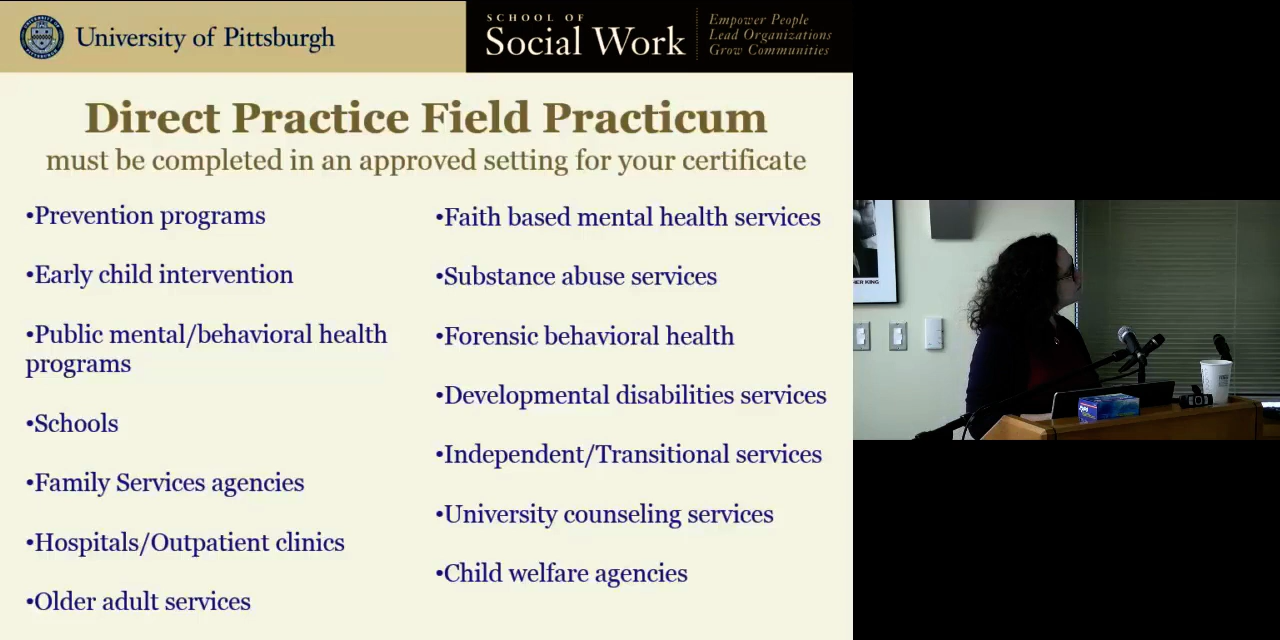 University of Pittsburgh
SCHOOL OF
Social Work
Empower People
Lead Organizations
Grow Communities
Direct Practice Field Practicum
must be completed in an approved setting for your certificate
•Prevention programs
•Early child intervention
•Public mental/behavioral health
programs
•Schools
•Family Services agencies
•Hospitals/Outpatient clinics
•Older adult services
•Faith based mental health services
•Substance abuse services
•Forensic behavioral health
•Developmental disabilities services
•Independent/Transitional services
•University counseling services
•Child welfare agencies
KING